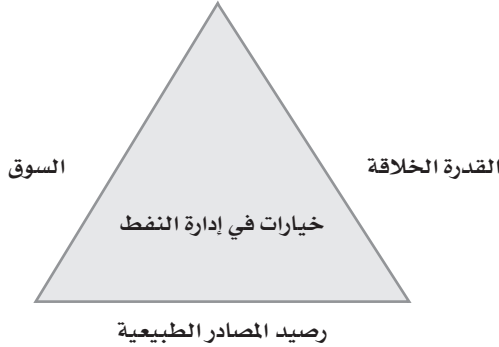 القدرة الخلاقة
السوق
خيارات في إدارة النفط
رصيد المصادر الطبيعية